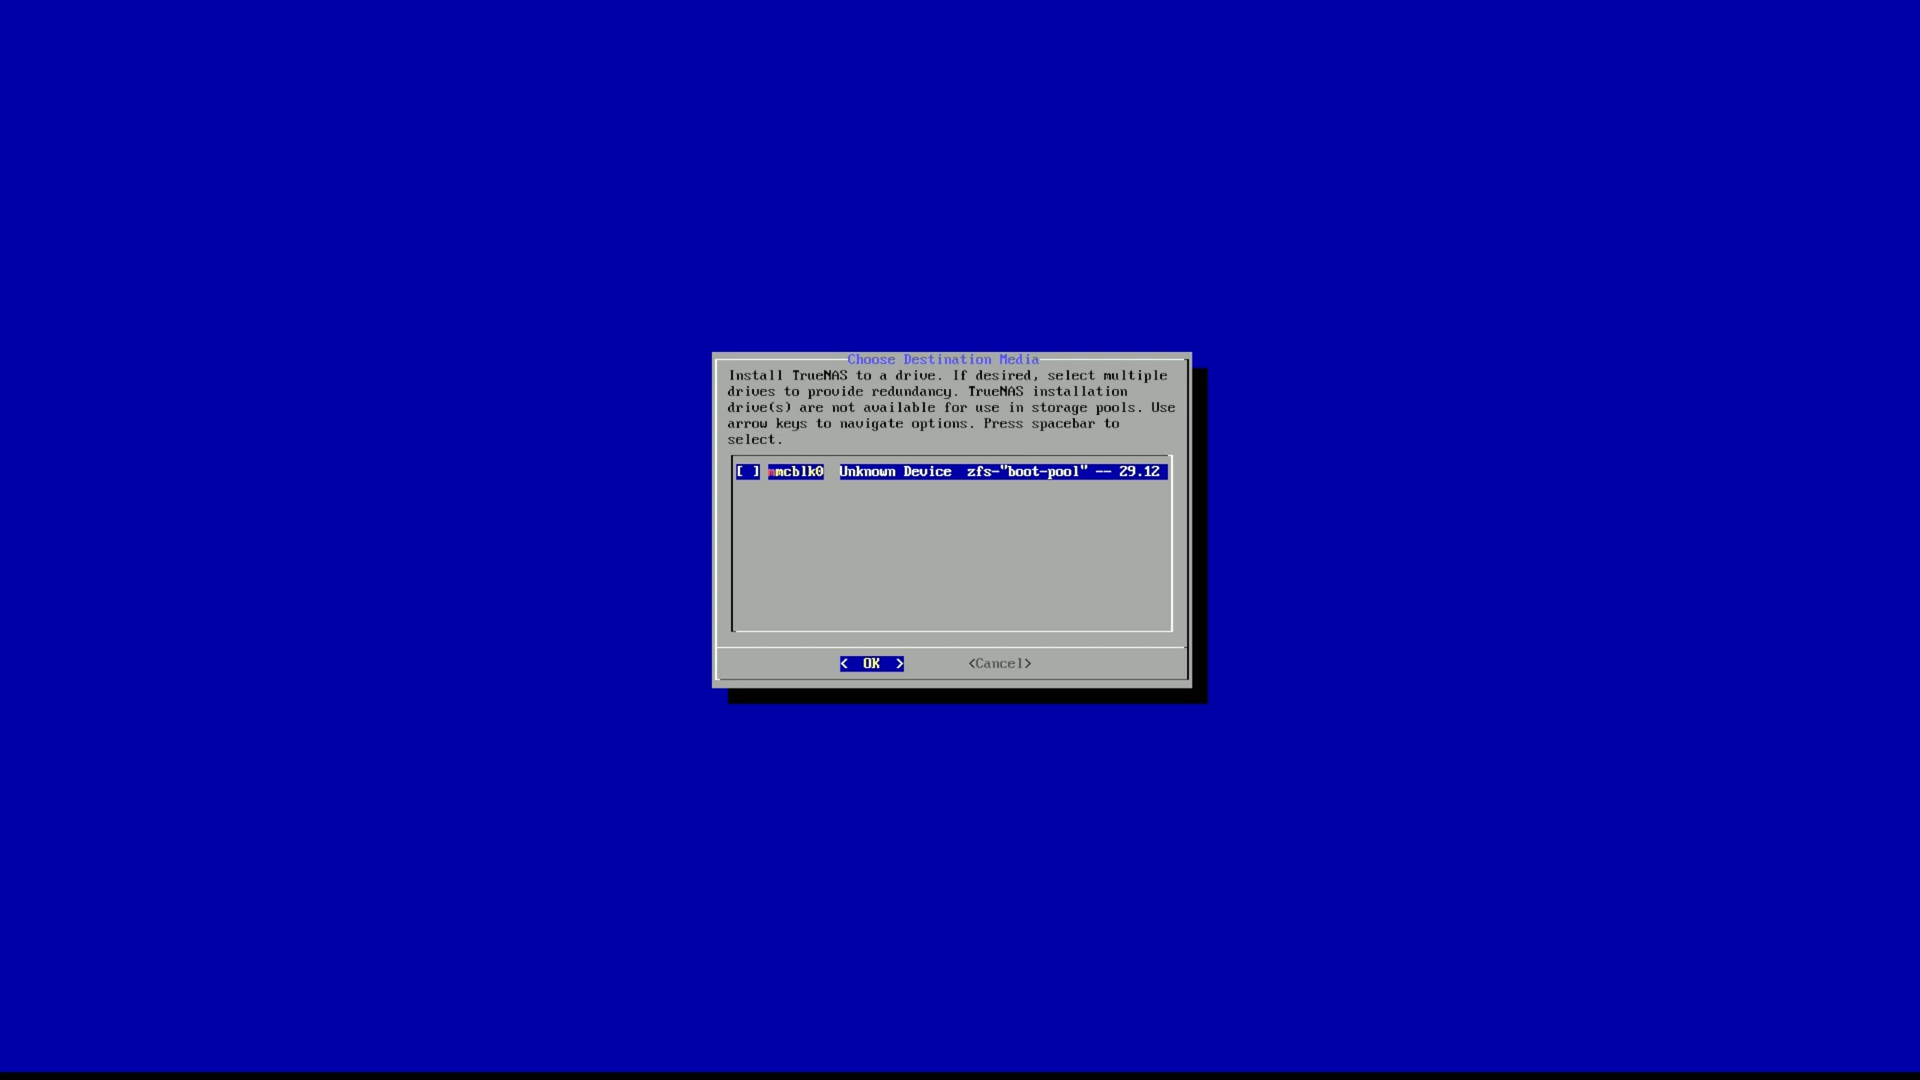 Choose Destination Media
Install TrueNAS to a drive. If desired, select multiple
drives to provide redundancy. TrueNAS installation
drive(s) are not available for use in storage pools. Use
arrow keys to navigate options. Press spacebar to
select.
[ ] mmcblk0  Unknown Device  zfs-"boot-pool" -- 29.12
< OK > <Cancel>